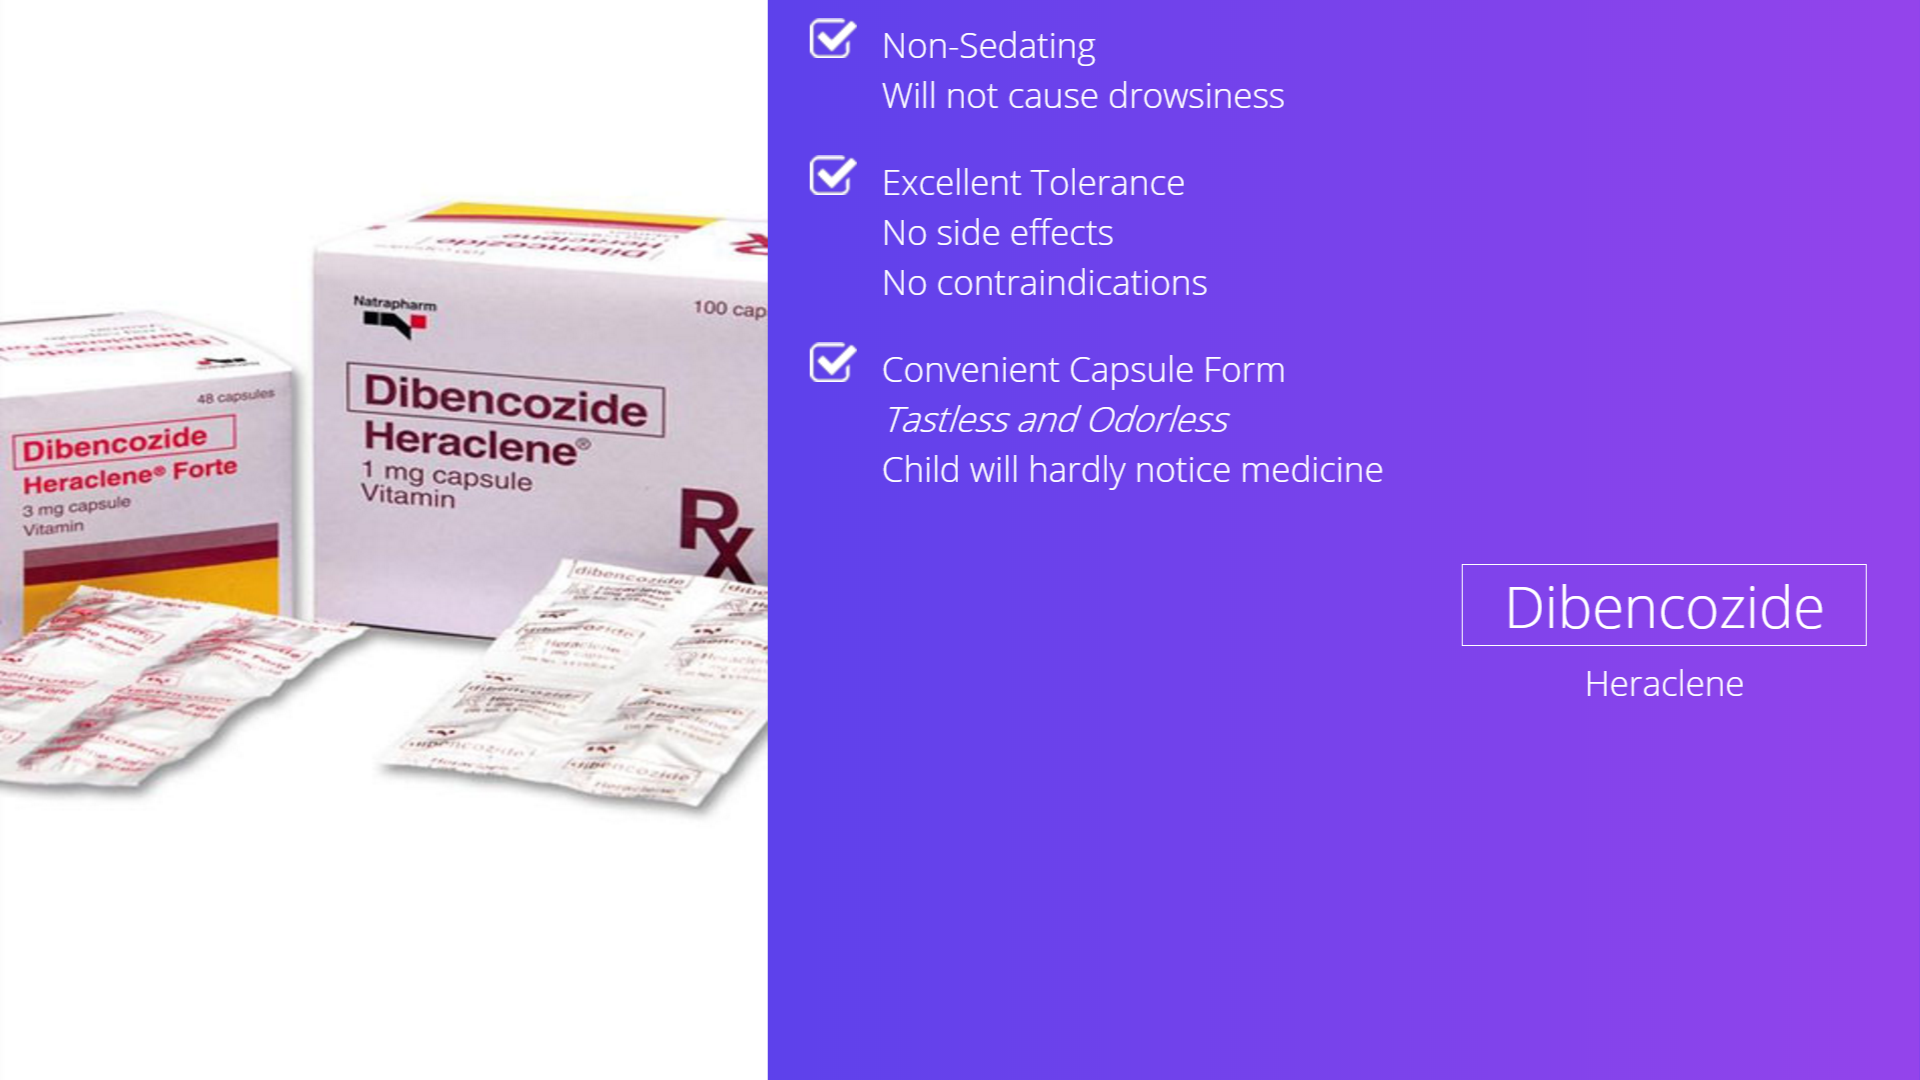 Non-Sedating
Will not cause drowsiness
Excellent Tolerance
No side effects
No contraindications
Convenient Capsule Form
Tastless and Odorless
Child will hardly notice medicine
Dibencozide
Heraclene
Natrapharm
100 cap
Dibencozide
Heraclene®
1 mg capsule
Vitamin
Rx
48 capsules
Dibencozide
Heraclene® Forte
3 mg capsule
Vitamin
dibencozide
Heraclene